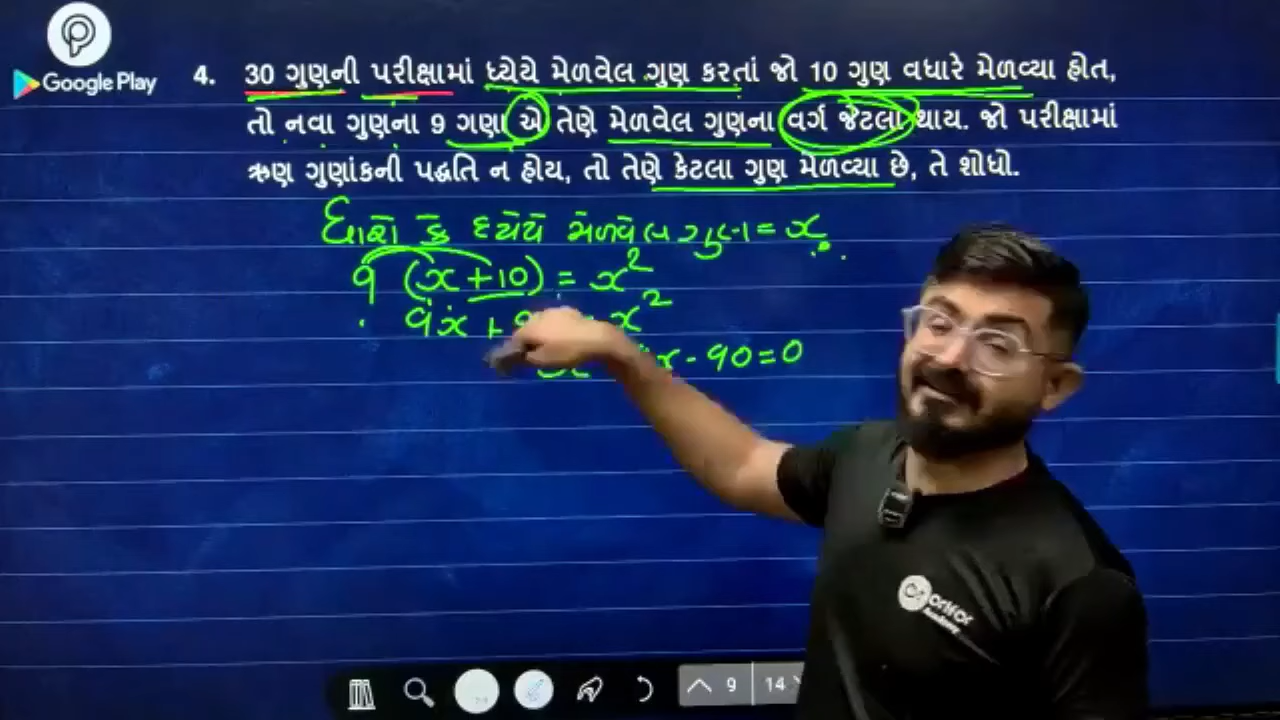 Google Play
4. 30 ગુણની પરીક્ષામાં ધ્યેયે મેળવેલ ગુણ કરતાં જો 10 ગુણ વધારે મેળવ્યા હોત,
તો નવા ગુણના 9 ગણા એ તેણે મેળવેલ ગુણના વર્ગ જેટલા થાય. જો પરીક્ષામાં
ઋણ ગુણાંકની પદ્ધતિ ન હોય, તો તેણે કેટલા ગુણ મેળવ્યા છે, તે શોધો.
ધારો કે ધ્યેયે મેળવેલ ગુણ = x
9 (x + 10) = x²
9x + x²
x - 90 = 0
9 14